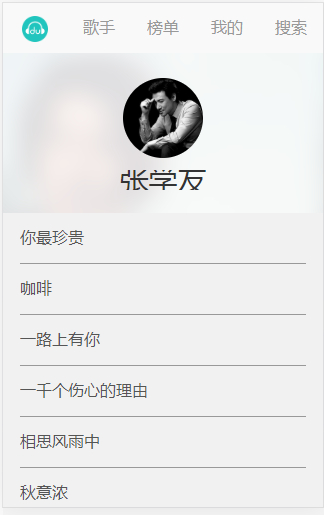 du 歌手 榜单 我的 搜索
张学友
你最珍贵
咖啡
一路上有你
一千个伤心的理由
相思风雨中
秋意浓